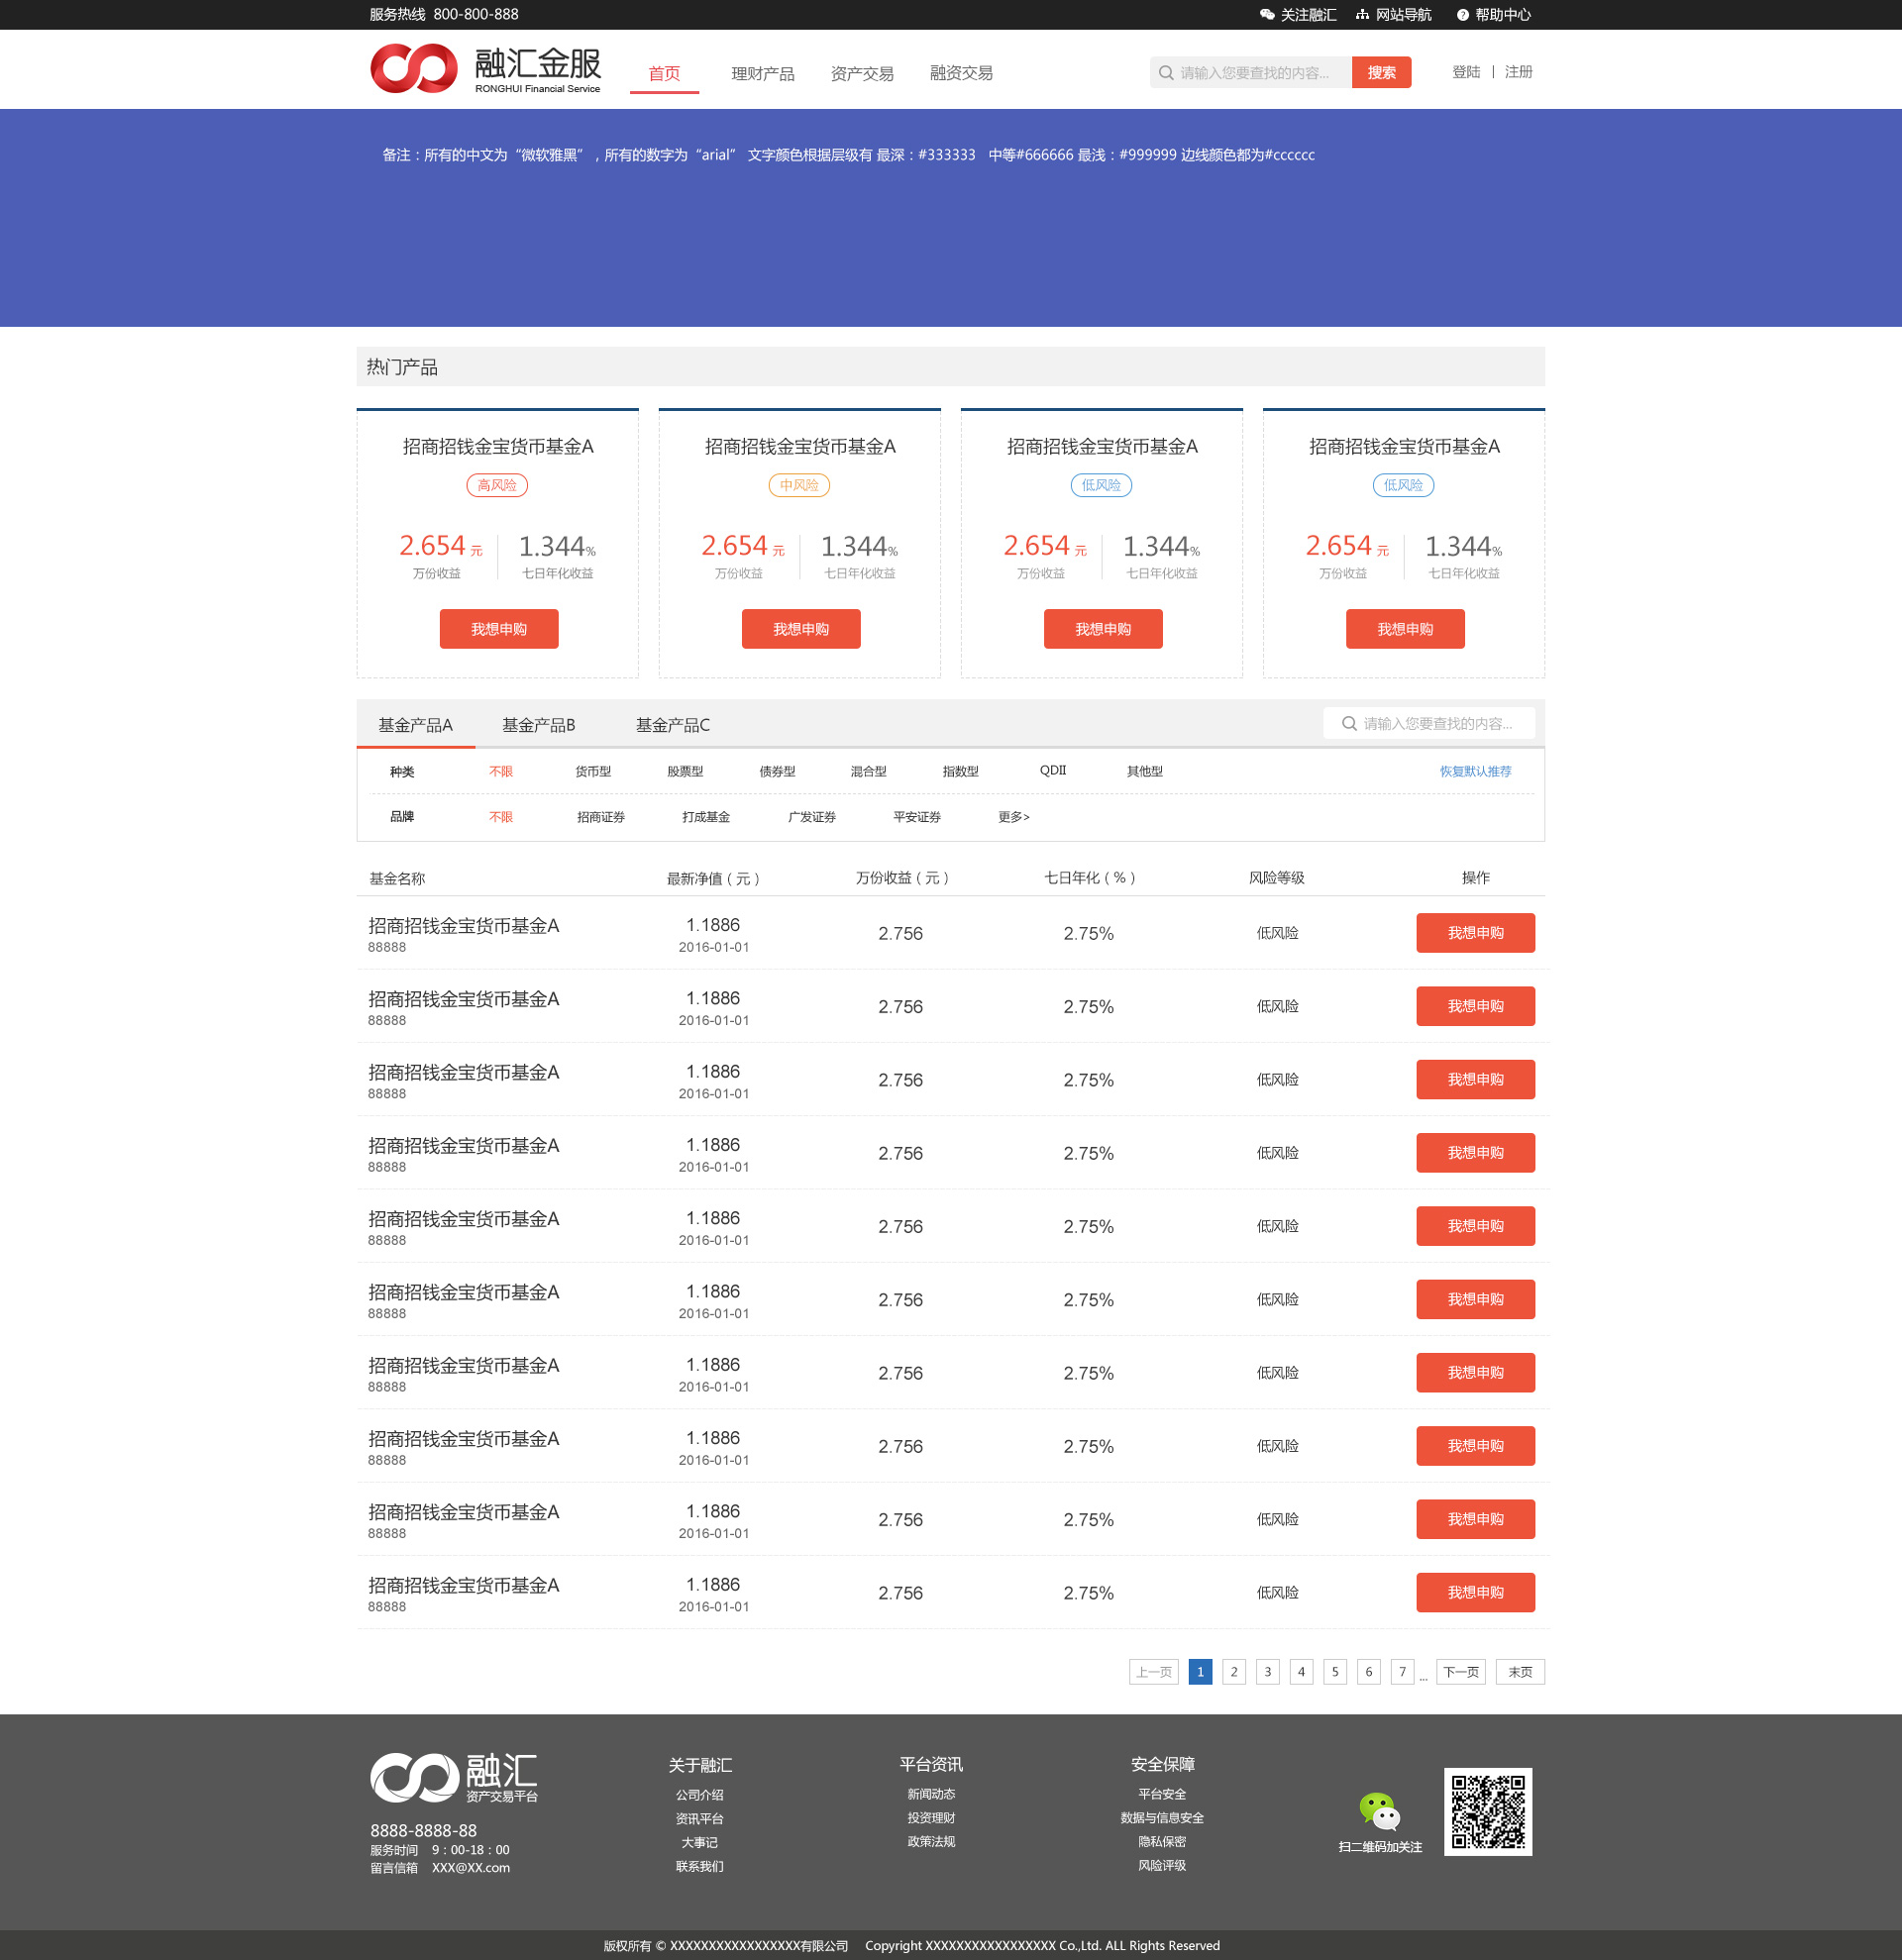 服务热线 800-800-888 关注融汇 网站导航 帮助中心
融汇金服
RONGHUI Financial Service
首页 理财产品 资产交易 融资交易 请输入您要查找的内容... 搜索 登陆 | 注册
备注：所有的中文为“微软雅黑”，所有的数字为“arial” 文字颜色根据层级有 最深：#333333 中等#666666 最浅：#999999 边线颜色都为#cccccc
热门产品
招商招钱金宝货币基金A 招商招钱金宝货币基金A 招商招钱金宝货币基金A 招商招钱金宝货币基金A
高风险 中风险 低风险 低风险
2.654 元 1.344% 2.654 元 1.344% 2.654 元 1.344% 2.654 元 1.344%
万份收益 七日年化收益 万份收益 七日年化收益 万份收益 七日年化收益 万份收益 七日年化收益
我想申购 我想申购 我想申购 我想申购
基金产品A 基金产品B 基金产品C 请输入您要查找的内容...
种类 不限 货币型 股票型 债券型 混合型 指数型 QDII 其他型 恢复默认推荐
品牌 不限 招商证券 打成基金 广发证券 平安证券 更多>
基金名称 最新净值（元） 万份收益（元） 七日年化（%） 风险等级 操作
招商招钱金宝货币基金A 1.1886 2.756 2.75% 低风险 我想申购
88888 2016-01-01
招商招钱金宝货币基金A 1.1886 2.756 2.75% 低风险 我想申购
88888 2016-01-01
招商招钱金宝货币基金A 1.1886 2.756 2.75% 低风险 我想申购
88888 2016-01-01
招商招钱金宝货币基金A 1.1886 2.756 2.75% 低风险 我想申购
88888 2016-01-01
招商招钱金宝货币基金A 1.1886 2.756 2.75% 低风险 我想申购
88888 2016-01-01
招商招钱金宝货币基金A 1.1886 2.756 2.75% 低风险 我想申购
88888 2016-01-01
招商招钱金宝货币基金A 1.1886 2.756 2.75% 低风险 我想申购
88888 2016-01-01
招商招钱金宝货币基金A 1.1886 2.756 2.75% 低风险 我想申购
88888 2016-01-01
招商招钱金宝货币基金A 1.1886 2.756 2.75% 低风险 我想申购
88888 2016-01-01
招商招钱金宝货币基金A 1.1886 2.756 2.75% 低风险 我想申购
88888 2016-01-01
上一页 1 2 3 4 5 6 7 ... 下一页 末页
融汇
资产交易平台
8888-8888-88
服务时间 9：00-18：00
留言信箱 XXX@XX.com
关于融汇
公司介绍
资讯平台
大事记
联系我们
平台资讯
新闻动态
投资理财
政策法规
安全保障
平台安全
数据与信息安全
隐私保密
风险评级
扫二维码加关注
版权所有 © XXXXXXXXXXXXXXXXX有限公司 Copyright XXXXXXXXXXXXXXXXX Co.,Ltd. ALL Rights Reserved